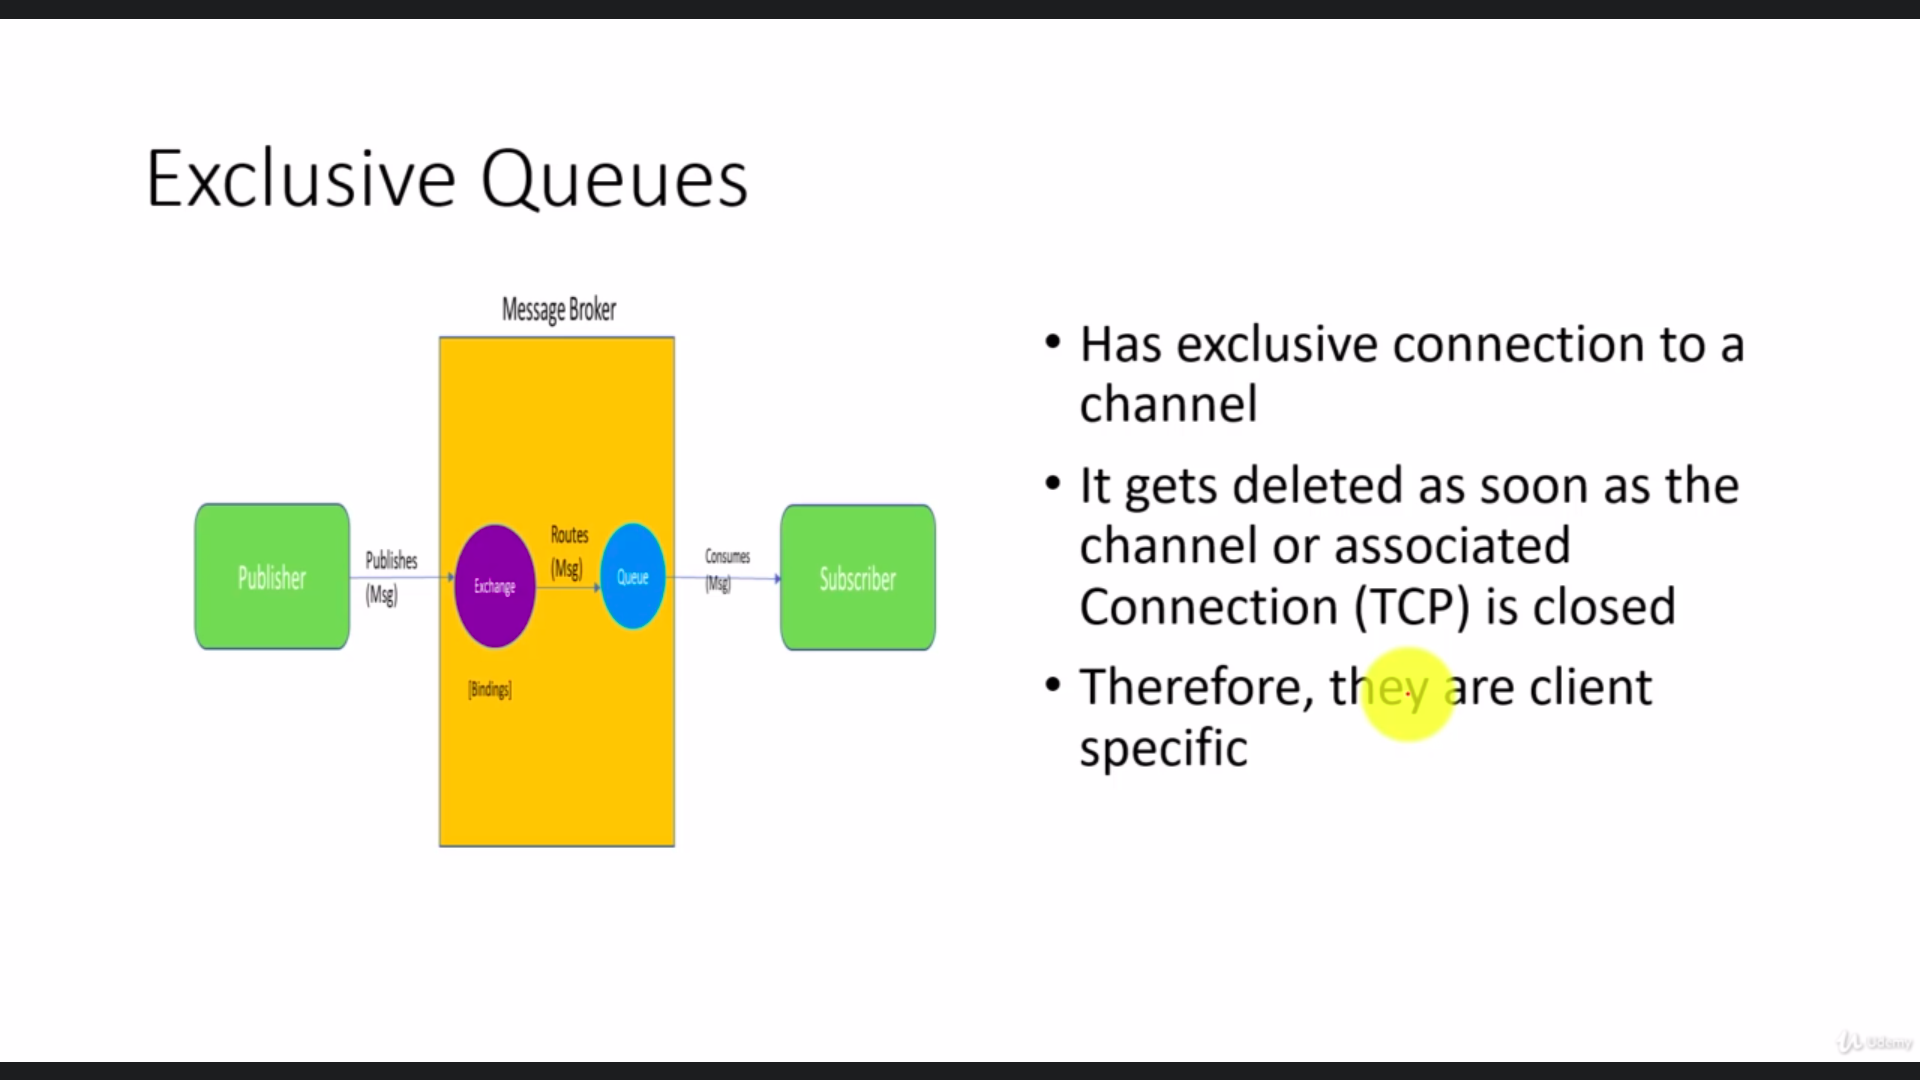 Exclusive Queues
Message Broker
Publisher
Publishes
(Msg)
Exchange
Routes
(Msg)
Queue
Consumes
(Msg)
Subscriber
[Bindings]
• Has exclusive connection to a
channel
• It gets deleted as soon as the
channel or associated
Connection (TCP) is closed
• Therefore, they are client
specific
Udemy